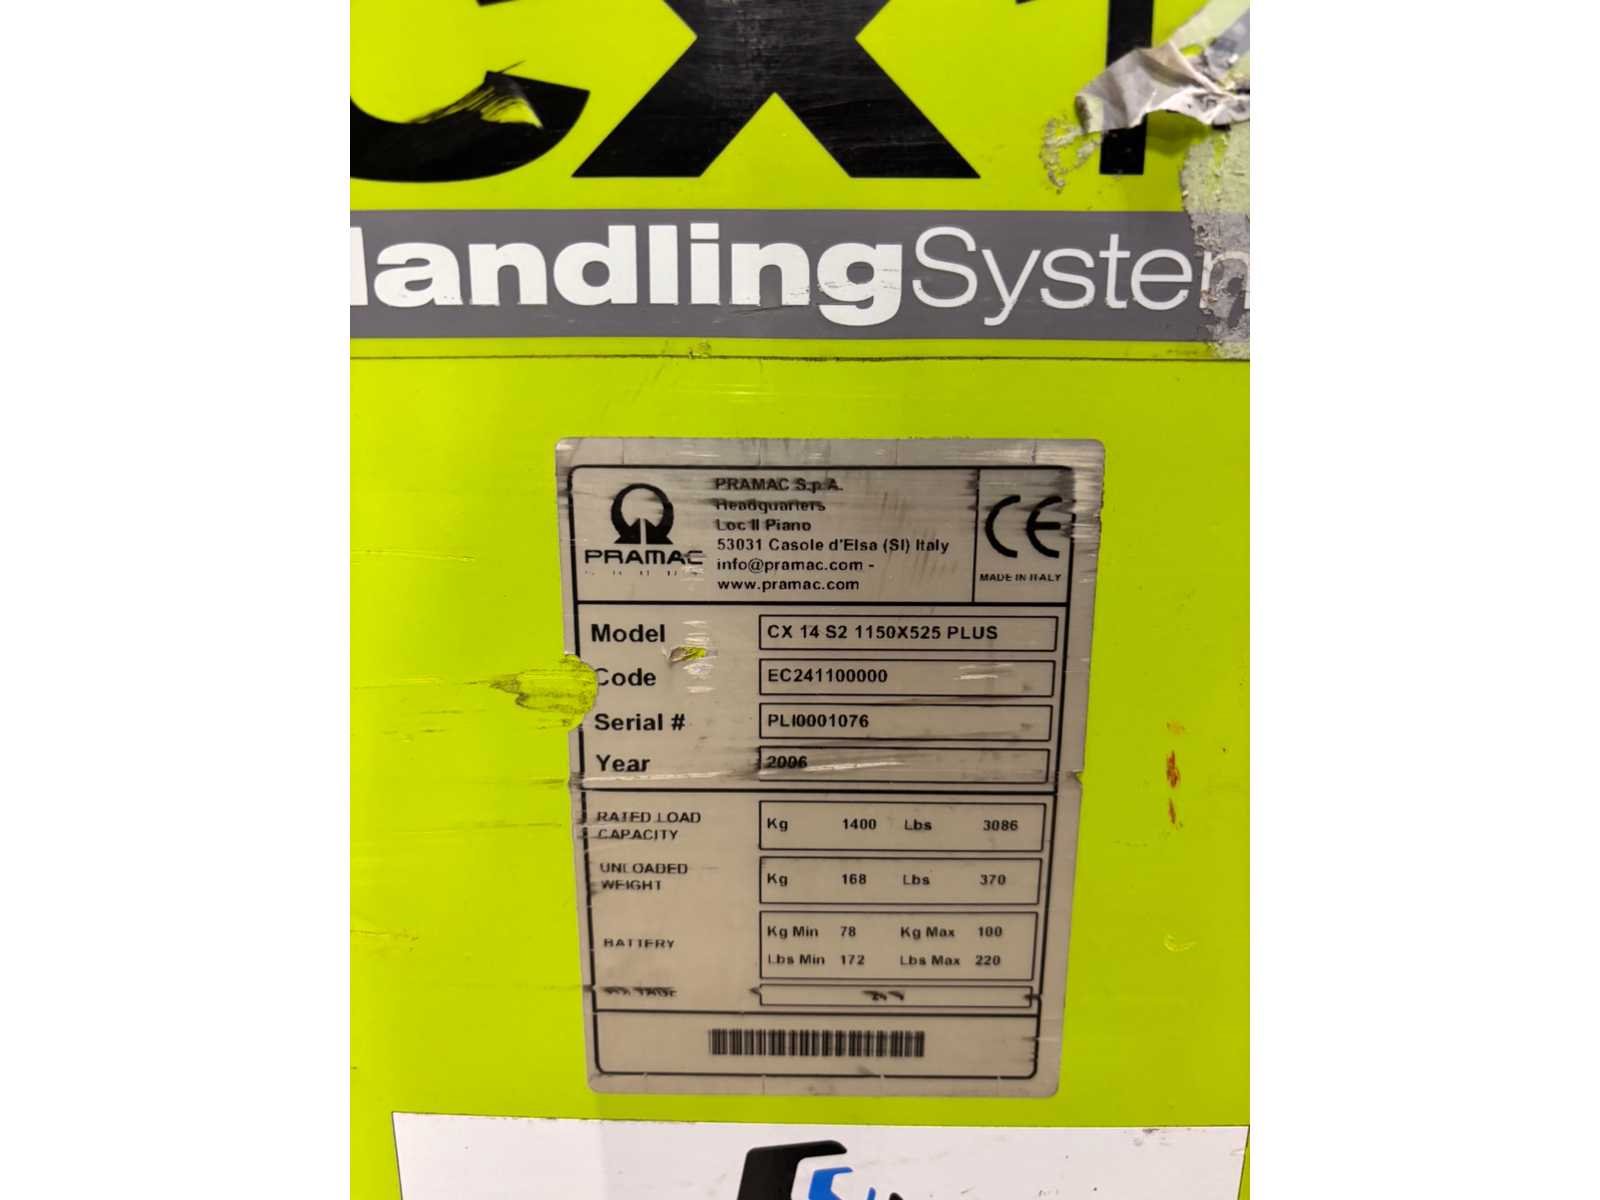 CX 1
HandlingSystem
PRAMAC
PRAMAC S.p.A.
Headquarters
Loc Il Piano
53031 Casole d'Elsa (SI) Italy
info@pramac.com -
www.pramac.com
CE
MADE IN ITALY
Model CX 14 S2 1150X525 PLUS
Code EC241100000
Serial # PLI0001076
Year 2006
RATED LOAD
CAPACITY
Kg 1400 Lbs 3086
UNLOADED
WEIGHT
Kg 168 Lbs 370
BATTERY
Kg Min 78 Kg Max 100
Lbs Min 172 Lbs Max 220